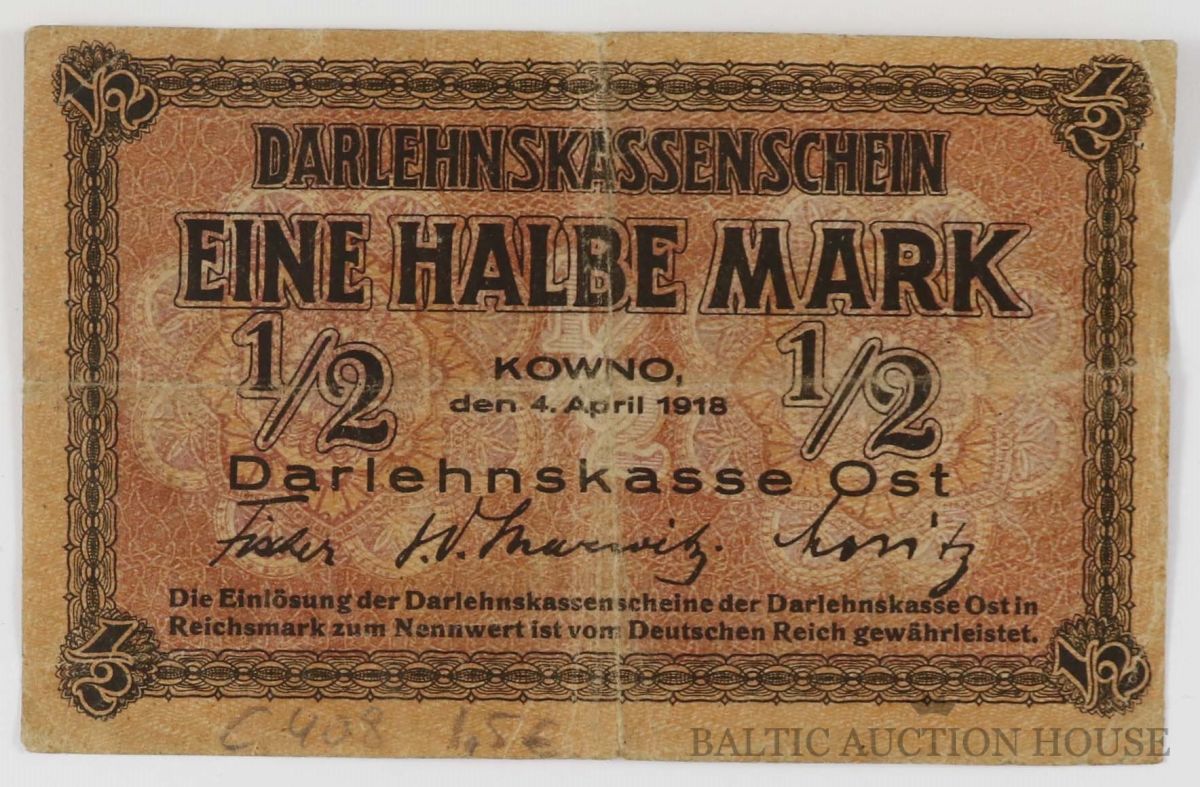 1/2 1/2
DARLEHNSKASSENSCHEIN
EINE HALBE MARK
1/2 KOWNO, 1/2
den 4. April 1918
Darlehnskasse Ost
Fischer
Die Einlösung der Darlehnskassenscheine der Darlehnskasse Ost in
Reichsmark zum Nennwert ist vom Deutschen Reich gewährleistet.
1/2 1/2
C 408 1,5€
BALTIC AUCTION HOUSE